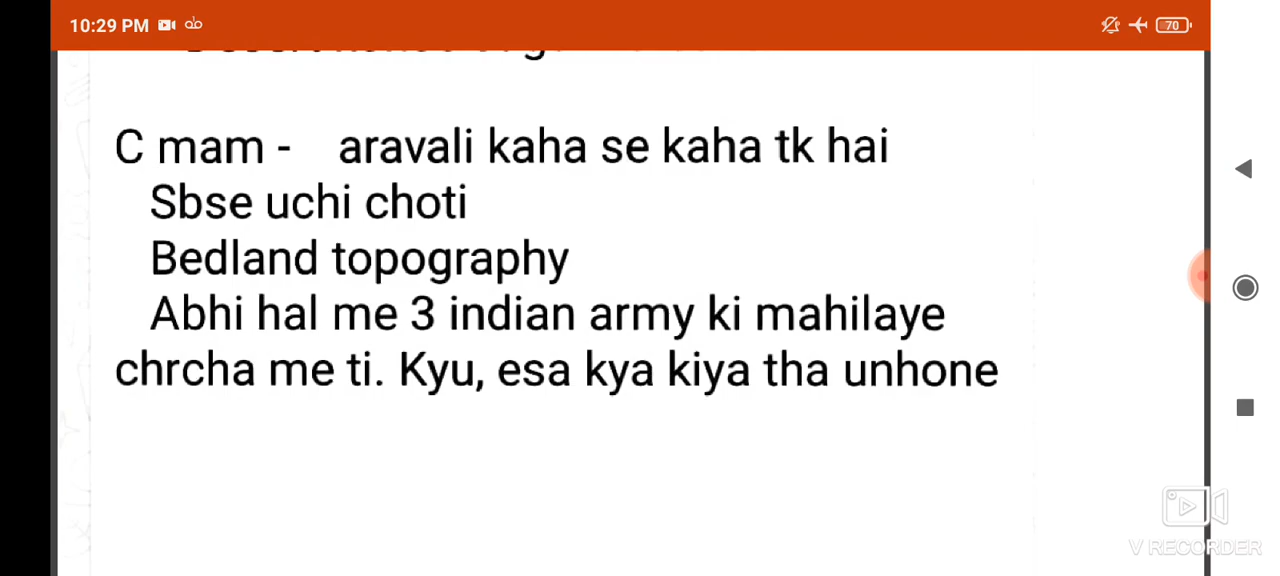 10:29 PM
70
C mam - aravali kaha se kaha tk hai
Sbse uchi choti
Bedland topography
Abhi hal me 3 indian army ki mahilaye
chrcha me ti. Kyu, esa kya kiya tha unhone
V RECORDER